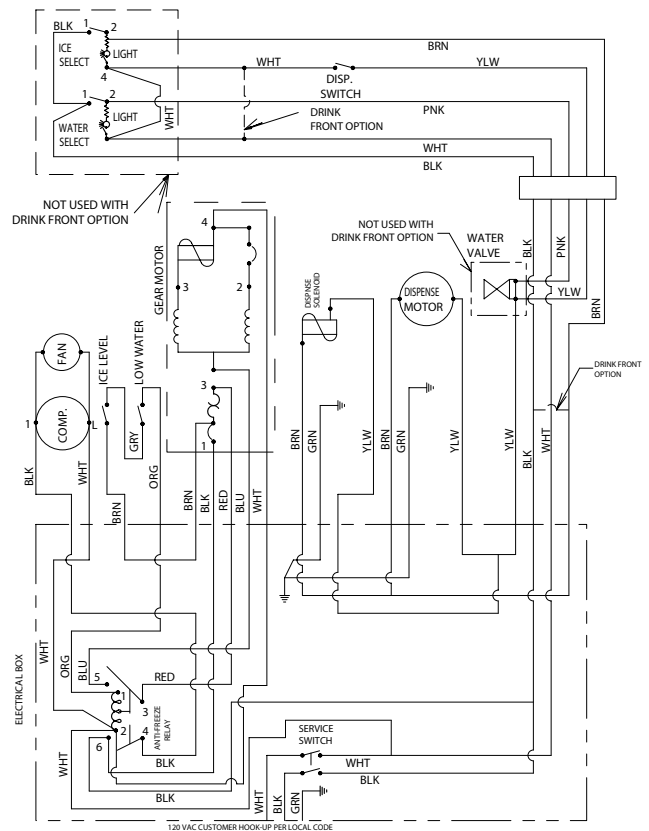 BLK 1 2
ICE SELECT
LIGHT
4
BRN
WHT
YLW
DISP. SWITCH
1 2
PNK
WATER SELECT
LIGHT
WHT
DRINK FRONT OPTION
WHT
BLK
NOT USED WITH DRINK FRONT OPTION
4
GEAR MOTOR
3
2
NOT USED WITH DRINK FRONT OPTION
WATER VALVE
BLK
PNK
DISPNSE SOLENOID
DISPENSE MOTOR
YLW
BRN
FAN
ICE LEVEL
LOW WATER
3
DRINK FRONT OPTION
1
COMP.
L
GRY
1
BLK
WHT
ORG
BRN
BRN
BLK
RED
BLU
WHT
BRN
GRN
YLW
BRN
GRN
YLW
YLW
BLK
WHT
ELECTRICAL BOX
WHT
ORG
BLU
5
RED
1
3
2
4
6
ANTI-FREEZE RELAY
BLK
SERVICE SWITCH
WHT
WHT
BLK
BLK
WHT
BLK
GRN
120 VAC CUSTOMER HOOK-UP PER LOCAL CODE